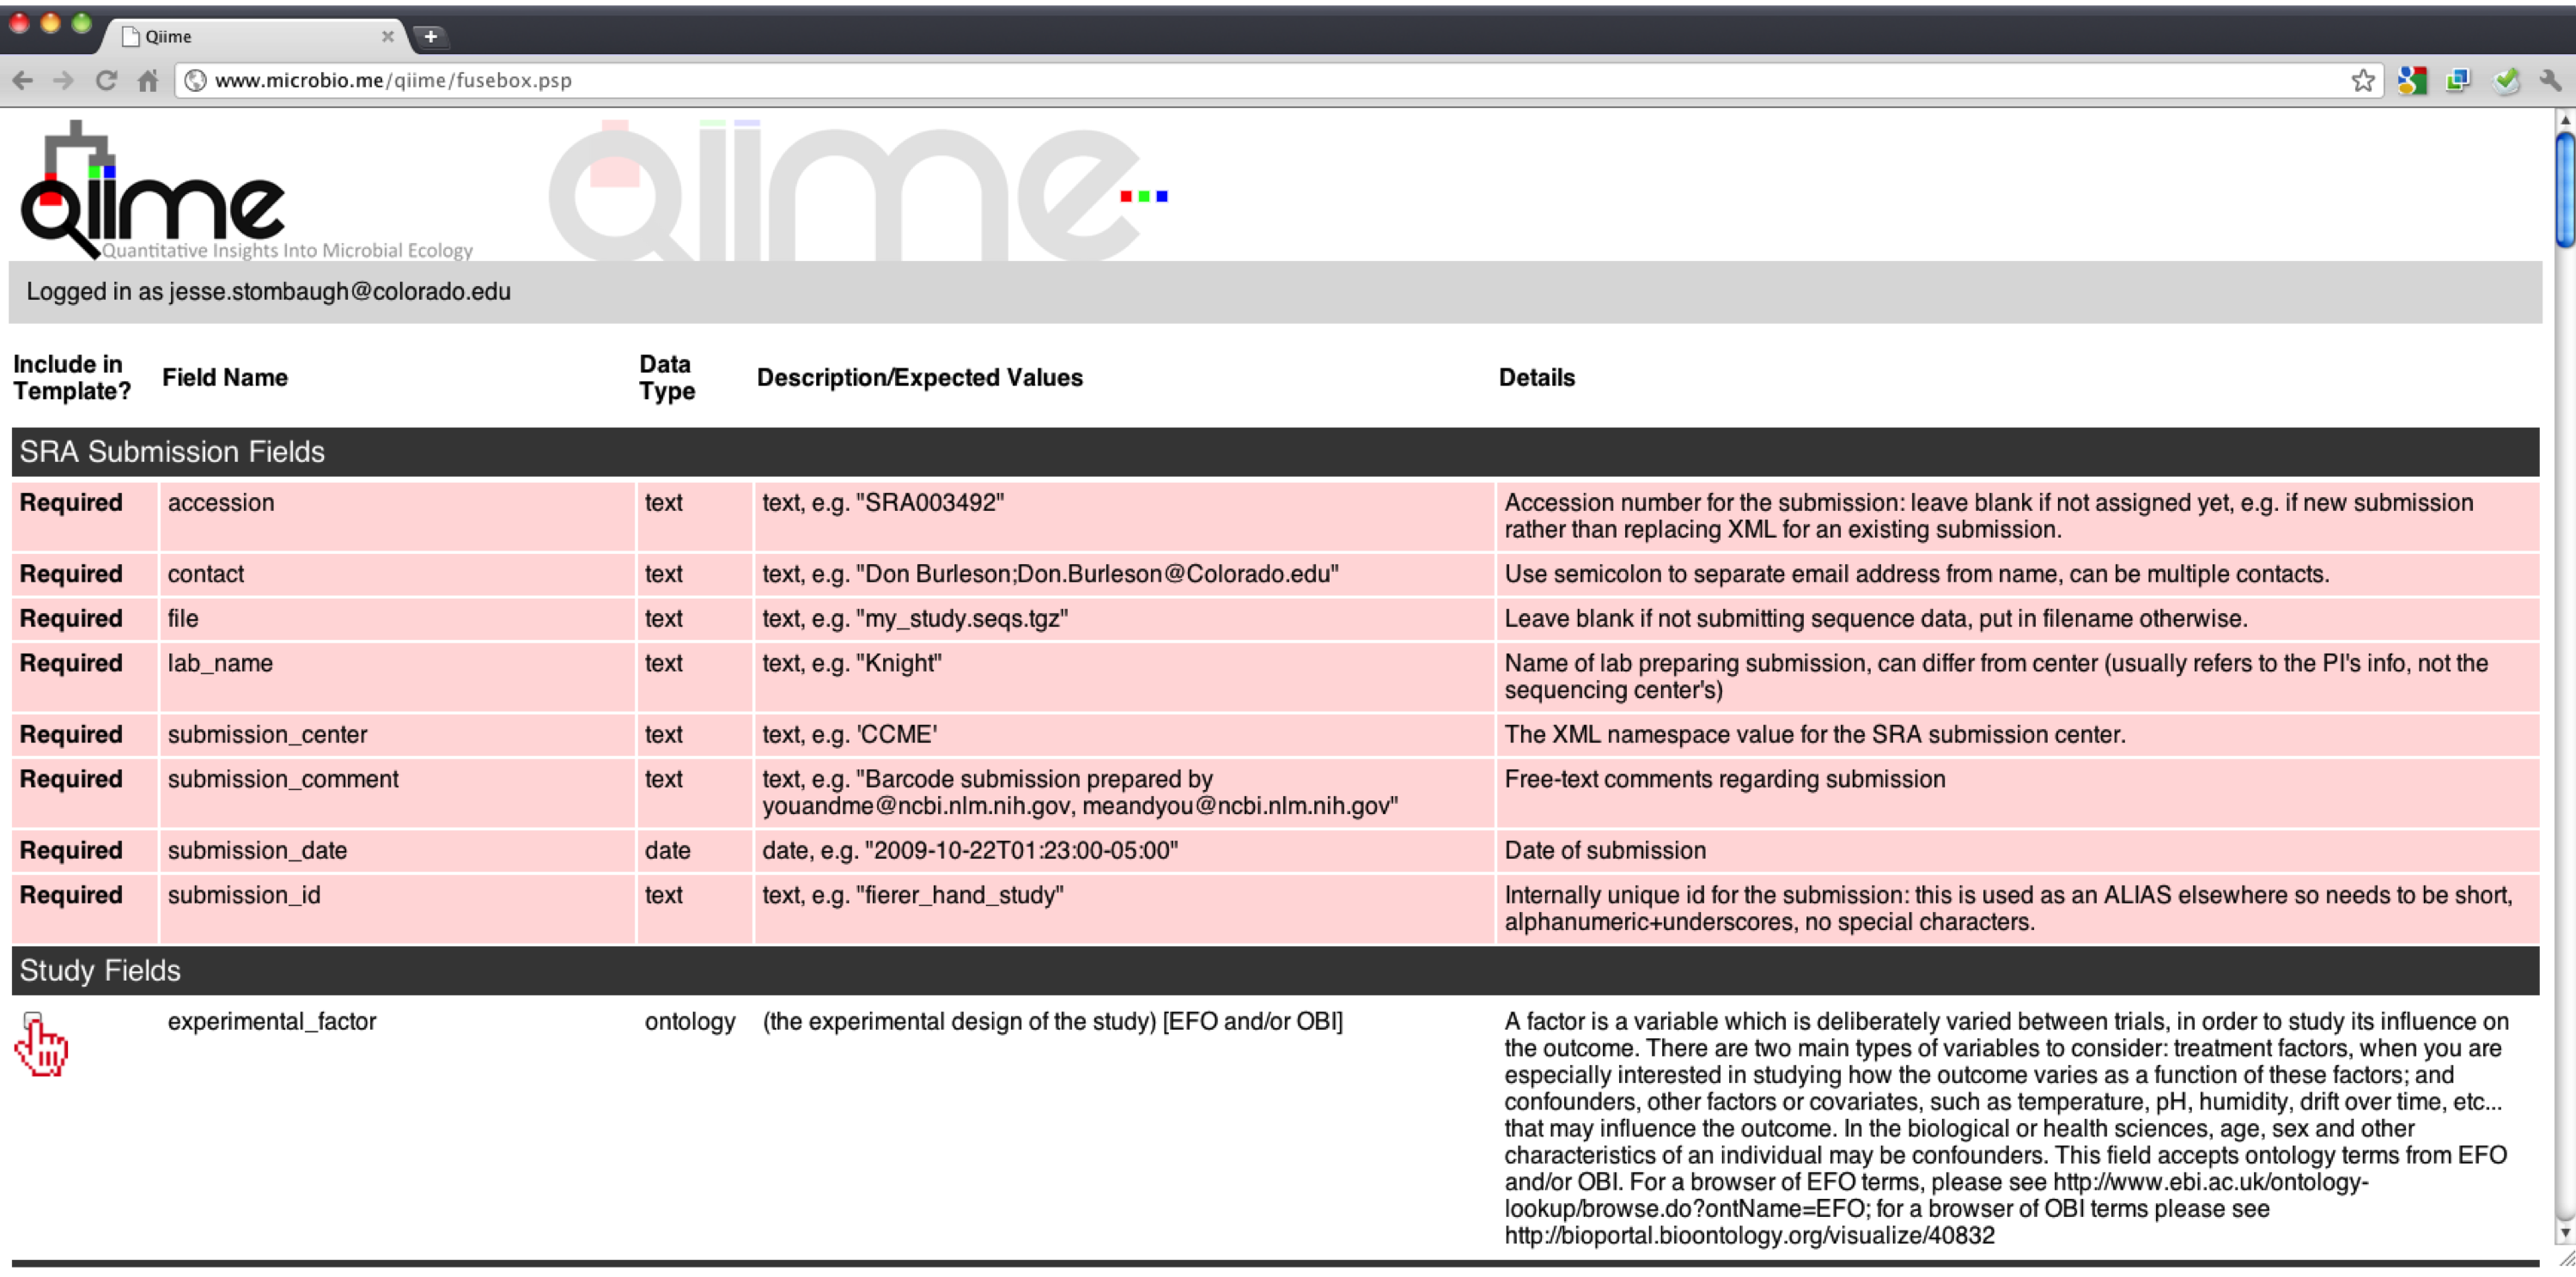 Qiime
www.microbio.me/qiime/fusebox.psp
Qiime
Quantitative Insights Into Microbial Ecology
Qiime
Logged in as jesse.stombaugh@colorado.edu
Include in
Template?
Field Name
Data
Type
Description/Expected Values
Details
SRA Submission Fields
Required accession text text, e.g. "SRA003492" Accession number for the submission: leave blank if not assigned yet, e.g. if new submission
rather than replacing XML for an existing submission.
Required contact text text, e.g. "Don Burleson;Don.Burleson@Colorado.edu" Use semicolon to separate email address from name, can be multiple contacts.
Required file text text, e.g. "my_study.seqs.tgz" Leave blank if not submitting sequence data, put in filename otherwise.
Required lab_name text text, e.g. "Knight" Name of lab preparing submission, can differ from center (usually refers to the PI's info, not the
sequencing center's)
Required submission_center text text, e.g. 'CCME' The XML namespace value for the SRA submission center.
Required submission_comment text text, e.g. "Barcode submission prepared by
youandme@ncbi.nlm.nih.gov, meandyou@ncbi.nlm.nih.gov"
Free-text comments regarding submission
Required submission_date date date, e.g. "2009-10-22T01:23:00-05:00" Date of submission
Required submission_id text text, e.g. "fierer_hand_study" Internally unique id for the submission: this is used as an ALIAS elsewhere so needs to be short,
alphanumeric+underscores, no special characters.
Study Fields
experimental_factor ontology (the experimental design of the study) [EFO and/or OBI] A factor is a variable which is deliberately varied between trials, in order to study its influence on
the outcome. There are two main types of variables to consider: treatment factors, when you are
especially interested in studying how the outcome varies as a function of these factors; and
confounders, other factors or covariates, such as temperature, pH, humidity, drift over time, etc...
that may influence the outcome. In the biological or health sciences, age, sex and other
characteristics of an individual may be confounders. This field accepts ontology terms from EFO
and/or OBI. For a browser of EFO terms, please see http://www.ebi.ac.uk/ontology-
lookup/browse.do?ontName=EFO; for a browser of OBI terms please see
http://bioportal.bioontology.org/visualize/40832